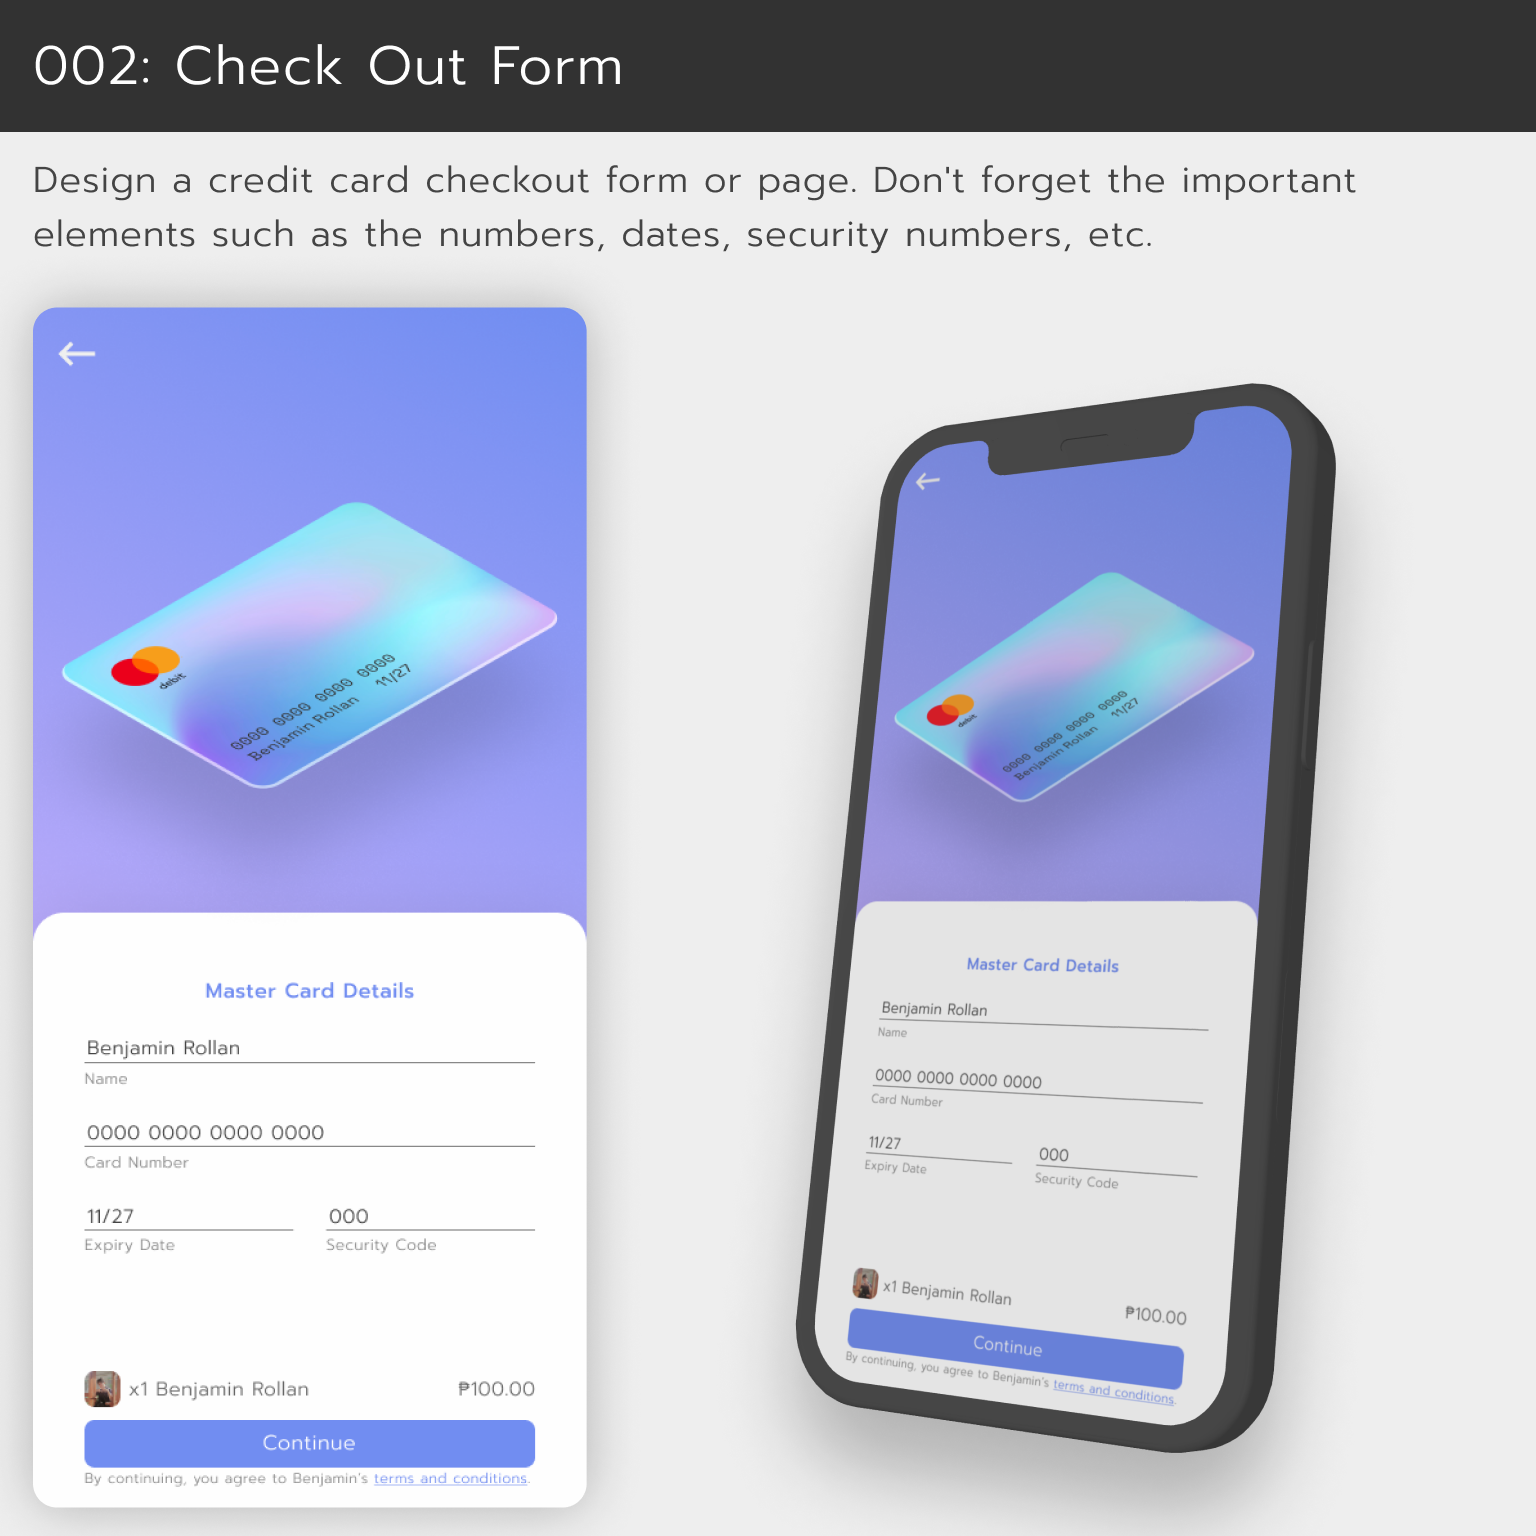 002: Check Out Form
Design a credit card checkout form or page. Don't forget the important
elements such as the numbers, dates, security numbers, etc.
debit
0000 0000 0000 0000
Benjamin Rollan 11/27
Master Card Details
Benjamin Rollan
Name
0000 0000 0000 0000
Card Number
11/27 000
Expiry Date Security Code
x1 Benjamin Rollan ₱100.00
Continue
By continuing, you agree to Benjamin's terms and conditions.
debit
0000 0000 0000 0000
Benjamin Rollan 11/27
Master Card Details
Benjamin Rollan
Name
0000 0000 0000 0000
Card Number
11/27 000
Expiry Date Security Code
x1 Benjamin Rollan ₱100.00
Continue
By continuing, you agree to Benjamin's terms and conditions.